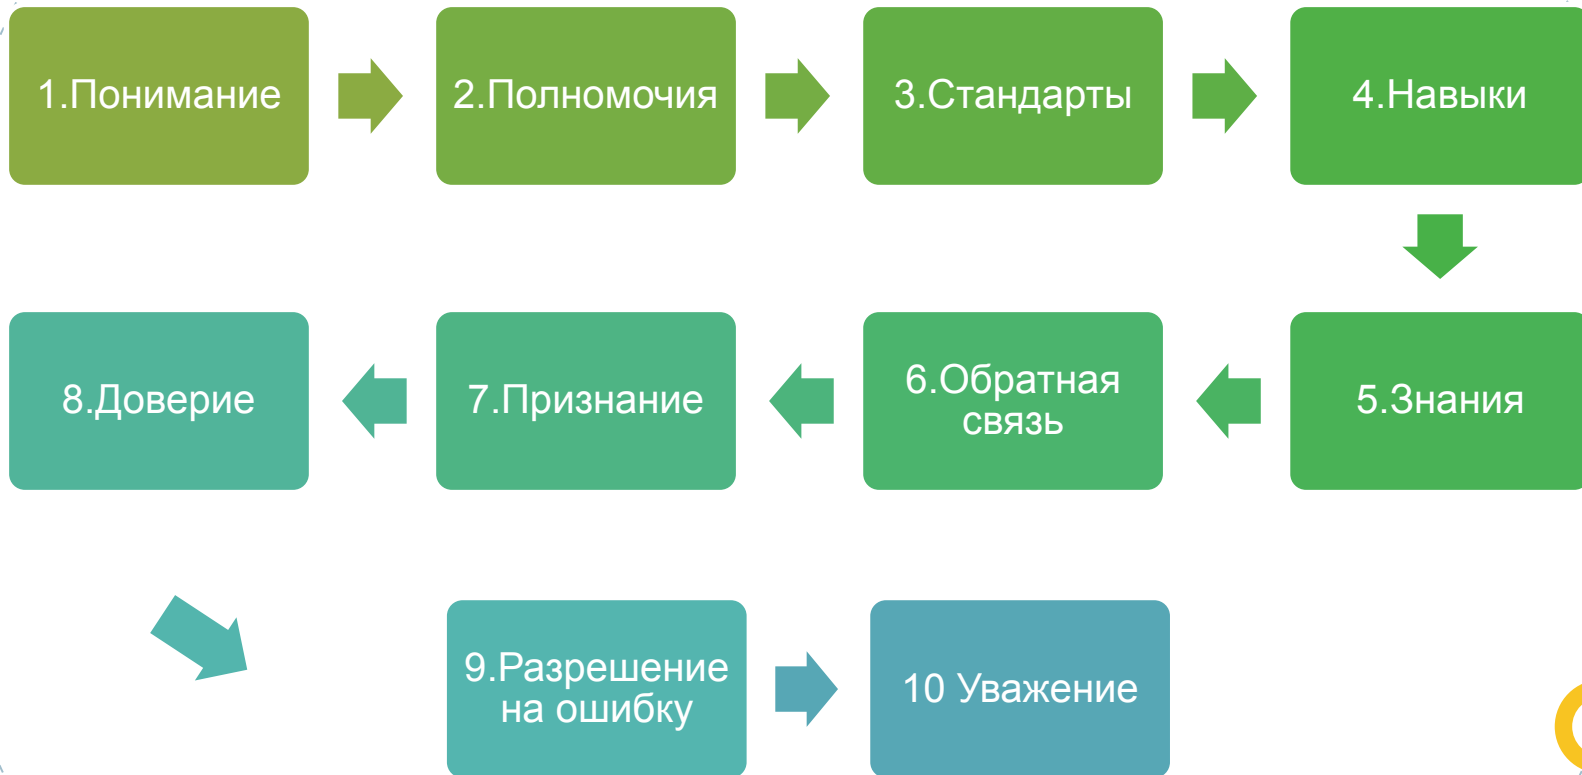 1.Понимание
2.Полномочия
3.Стандарты
4.Навыки
5.Знания
6.Обратная
связь
7.Признание
8.Доверие
9.Разрешение
на ошибку
10 Уважение